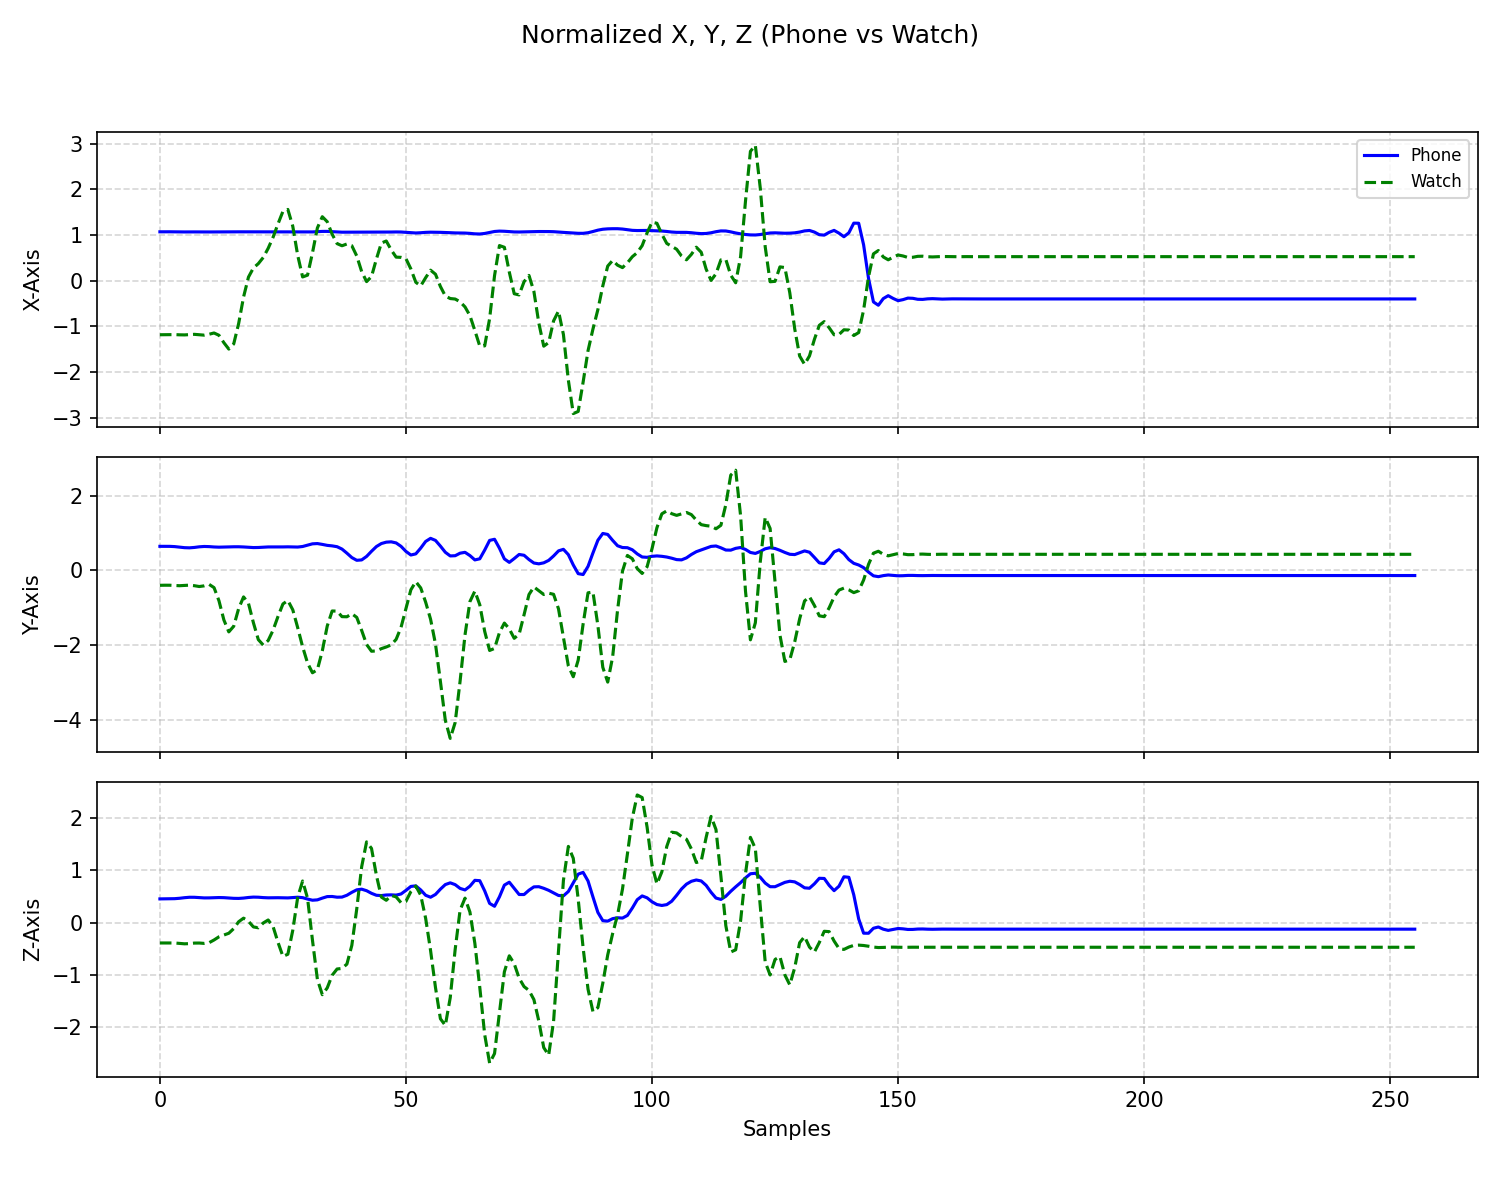 Normalized X, Y, Z (Phone vs Watch)
3
2
1
0
−1
−2
−3
X-Axis
Phone
Watch
2
0
−2
−4
Y-Axis
2
1
0
−1
−2
Z-Axis
0 50 100 150 200 250
Samples